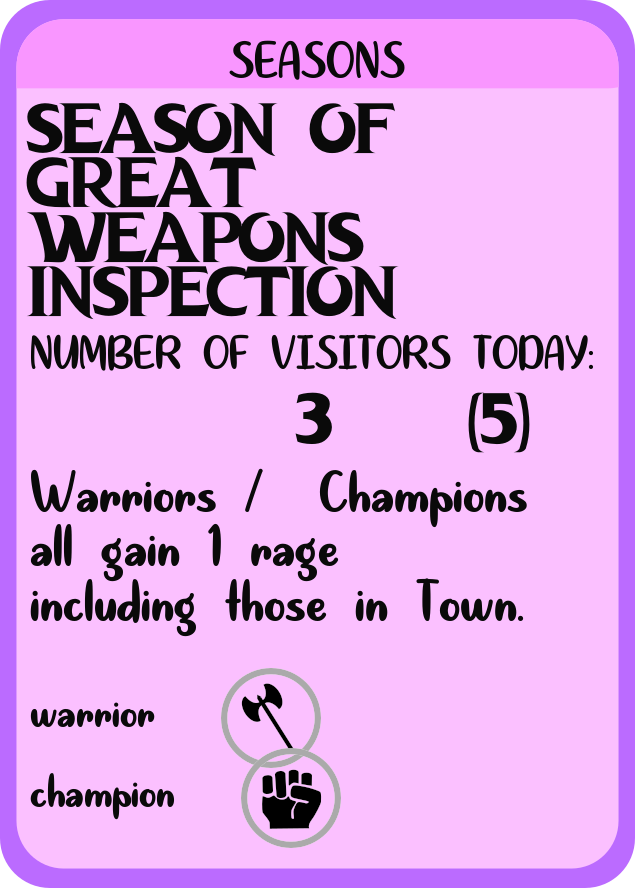 SEASONS
SEASON OF
GREAT
WEAPONS
INSPECTION
NUMBER OF VISITORS TODAY:
3 (5)
Warriors / Champions
all gain 1 rage
including those in Town.
warrior
champion